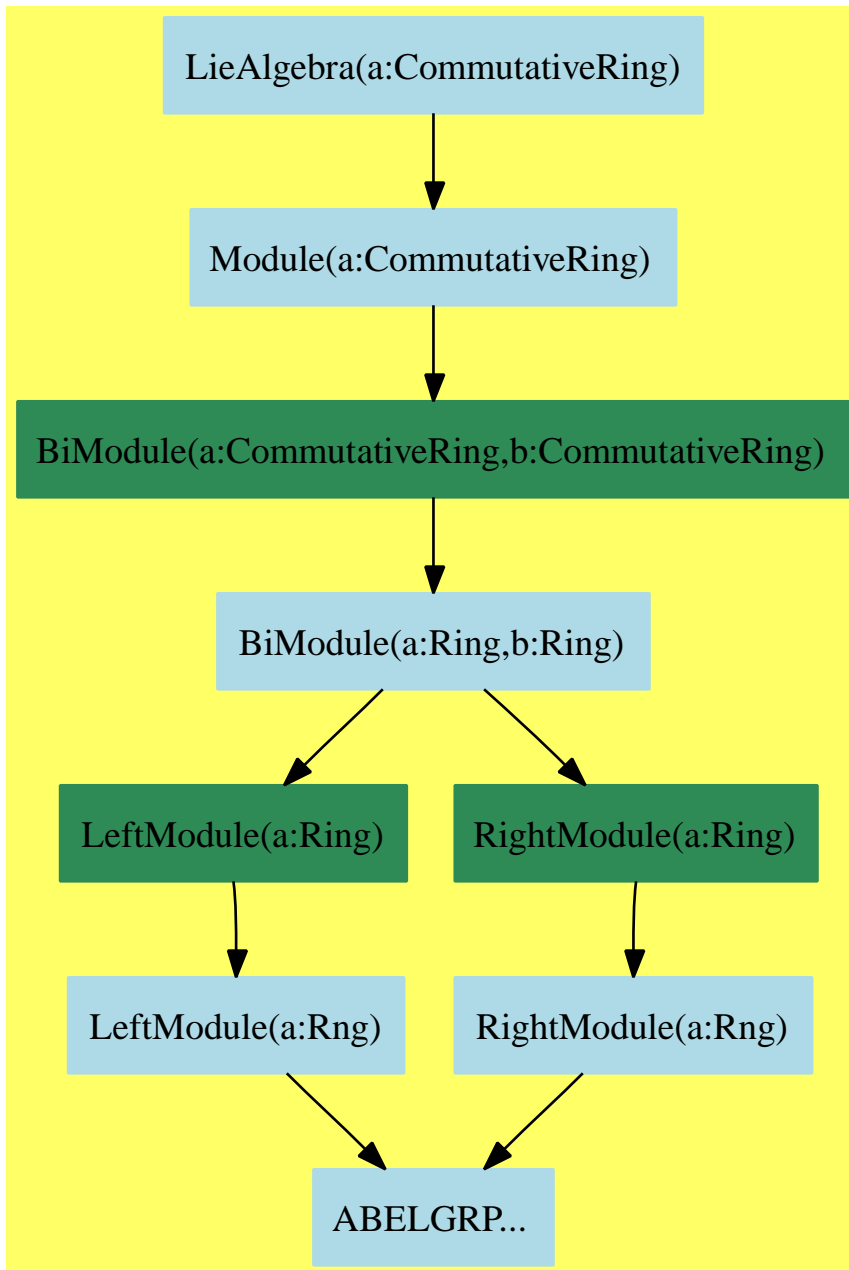 LieAlgebra(a:CommutativeRing)
Module(a:CommutativeRing)
BiModule(a:CommutativeRing,b:CommutativeRing)
BiModule(a:Ring,b:Ring)
LeftModule(a:Ring)
RightModule(a:Ring)
LeftModule(a:Rng)
RightModule(a:Rng)
ABELGRP...